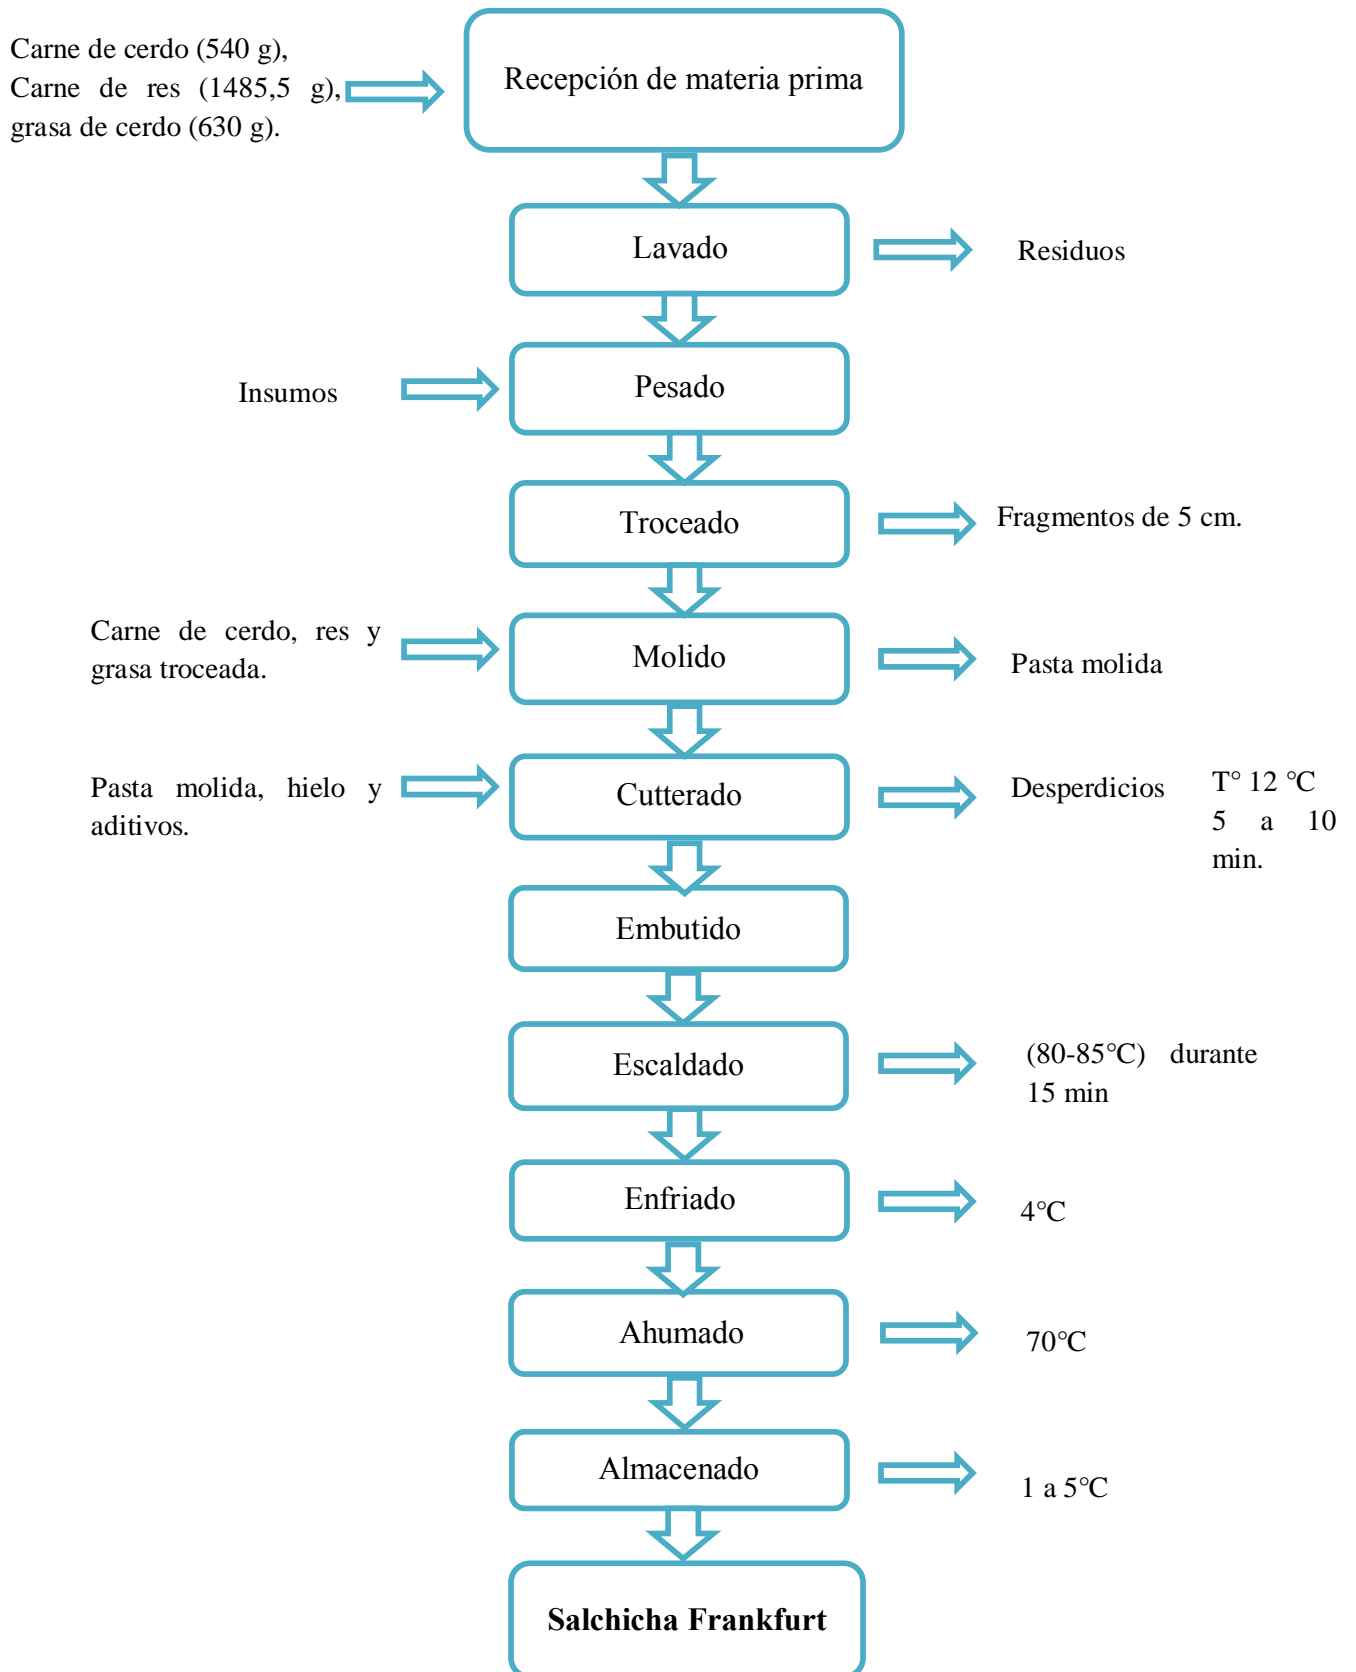 Carne de cerdo (540 g),
Carne de res (1485,5 g),
grasa de cerdo (630 g).
Recepción de materia prima
Lavado
Residuos
Insumos
Pesado
Troceado
Fragmentos de 5 cm.
Carne de cerdo, res y
grasa troceada.
Molido
Pasta molida
Pasta molida, hielo y
aditivos.
Cutterado
Desperdicios
T° 12 °C
5 a 10
min.
Embutido
Escaldado
(80-85°C) durante
15 min
Enfriado
4°C
Ahumado
70°C
Almacenado
1 a 5°C
Salchicha Frankfurt